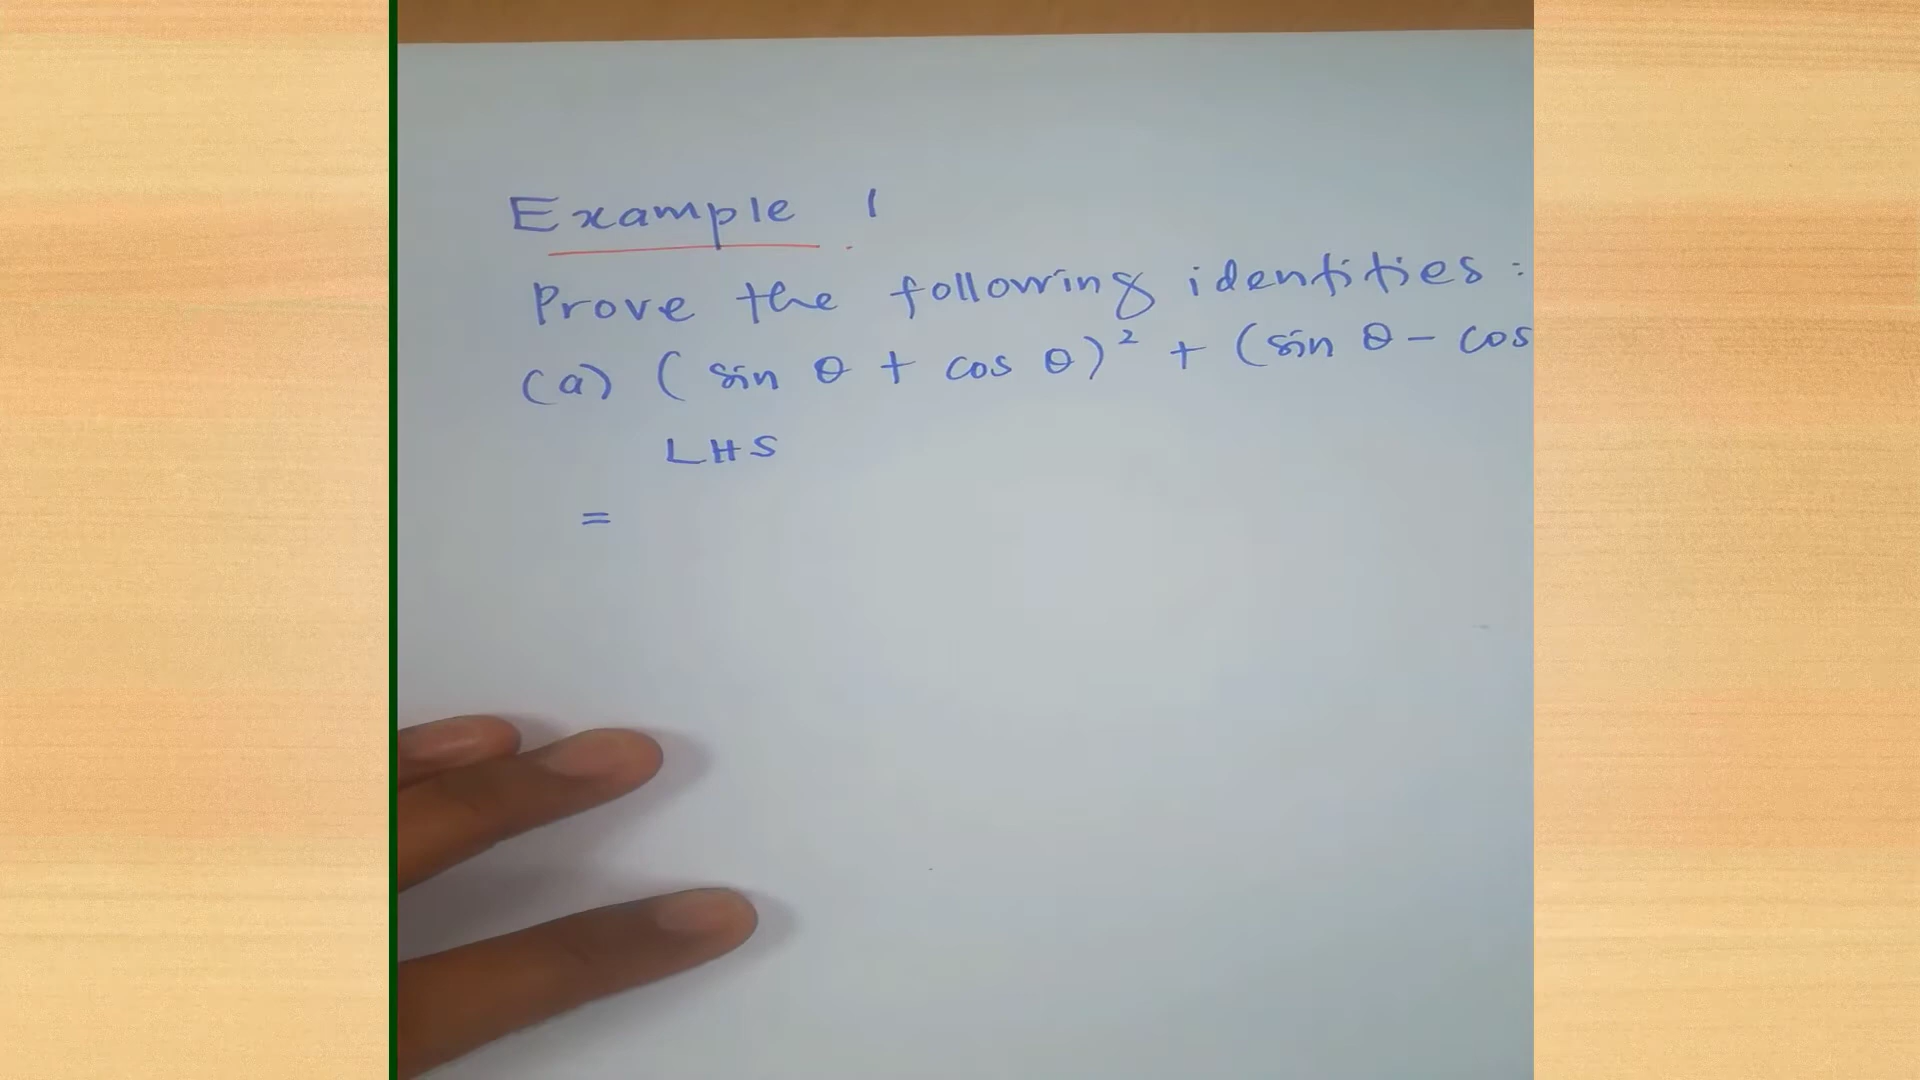 Example 1
Prove the following identities :
(a) ( sin θ + cos θ)² + (sin θ - cos
LHS
=